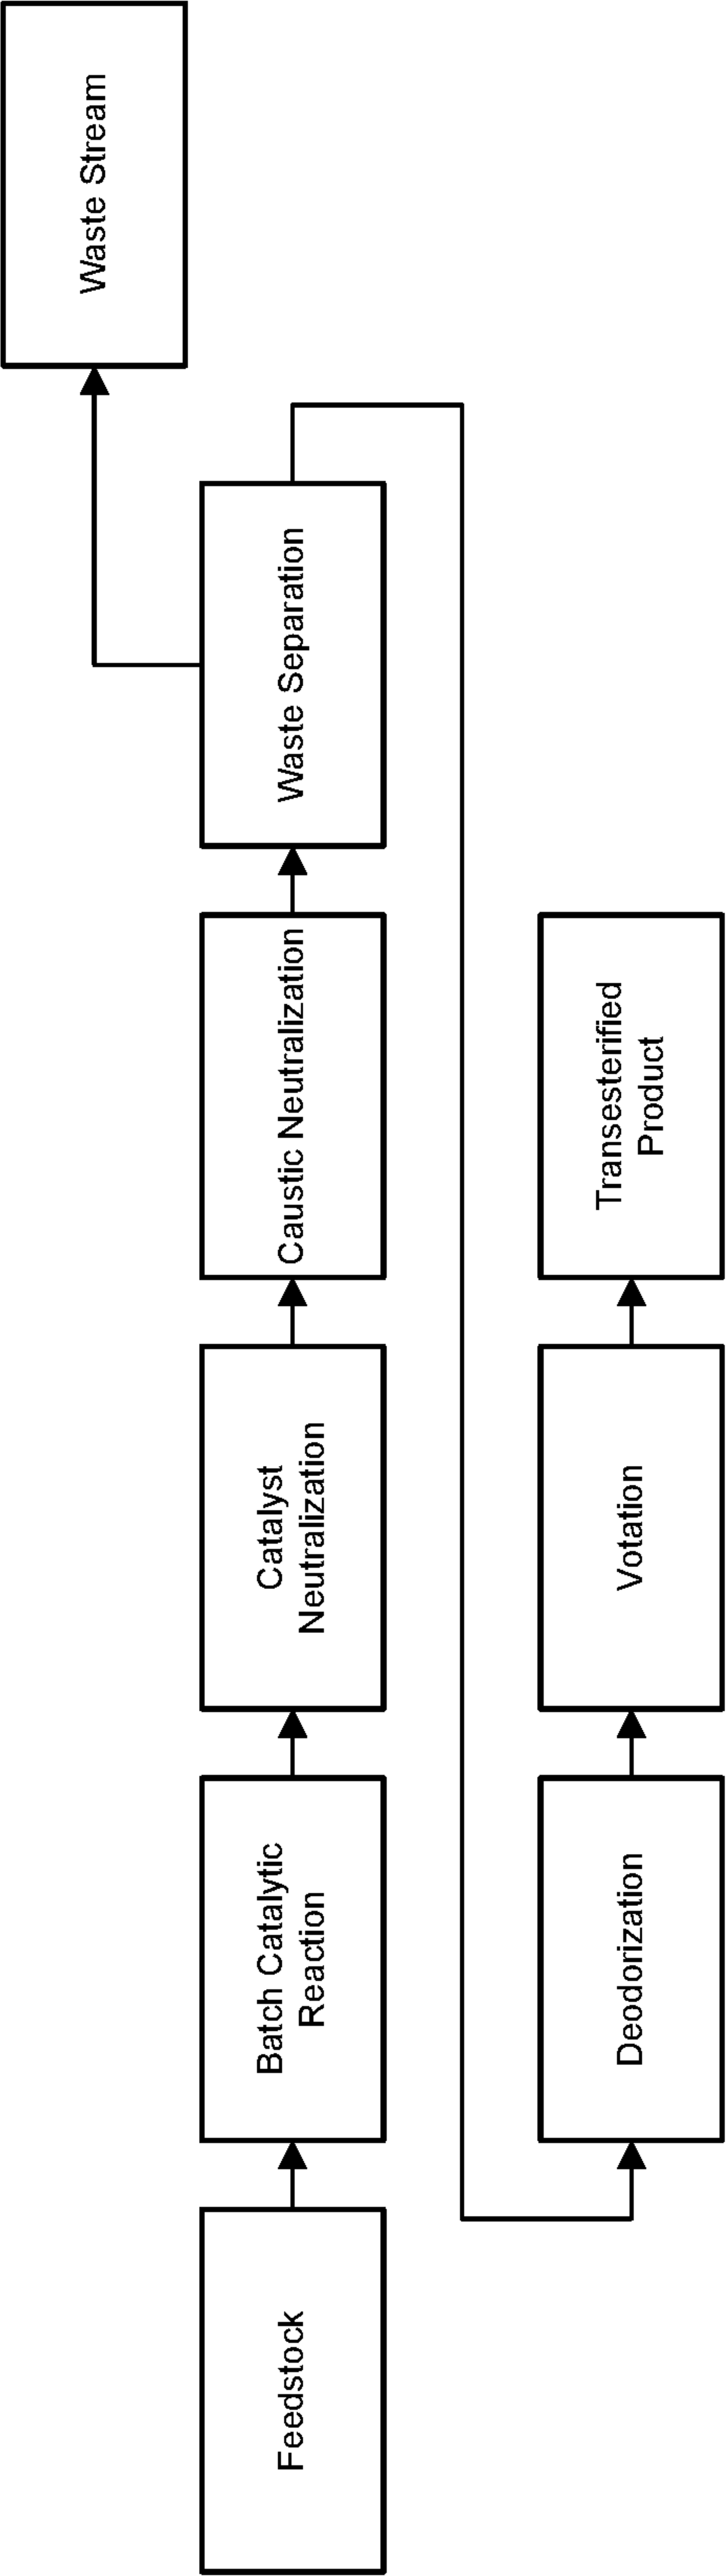 Waste Stream
Feedstock
Batch Catalytic
Reaction
Catalyst
Neutralization
Caustic Neutralization
Waste Separation
Deodorization
Votation
Transesterified
Product